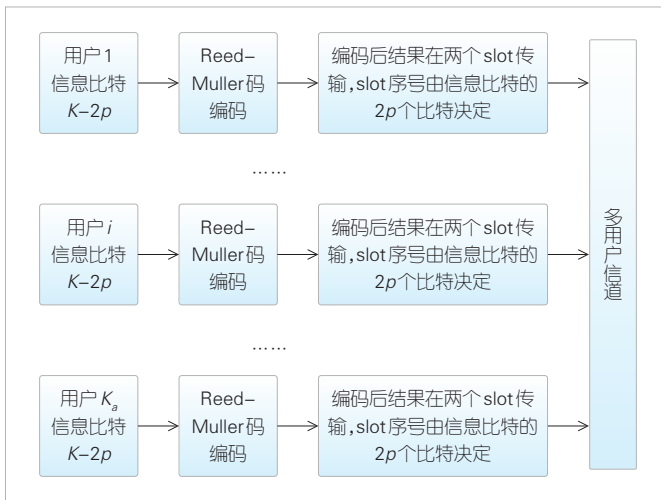 用户1
信息比特
K-2p
Reed-
Muller码
编码
编码后结果在两个slot传
输,slot序号由信息比特的
2p个比特决定
……
用户i
信息比特
K-2p
Reed-
Muller码
编码
编码后结果在两个slot传
输,slot序号由信息比特的
2p个比特决定
……
用户Ka
信息比特
K-2p
Reed-
Muller码
编码
编码后结果在两个slot传
输,slot序号由信息比特的
2p个比特决定
多用户信道